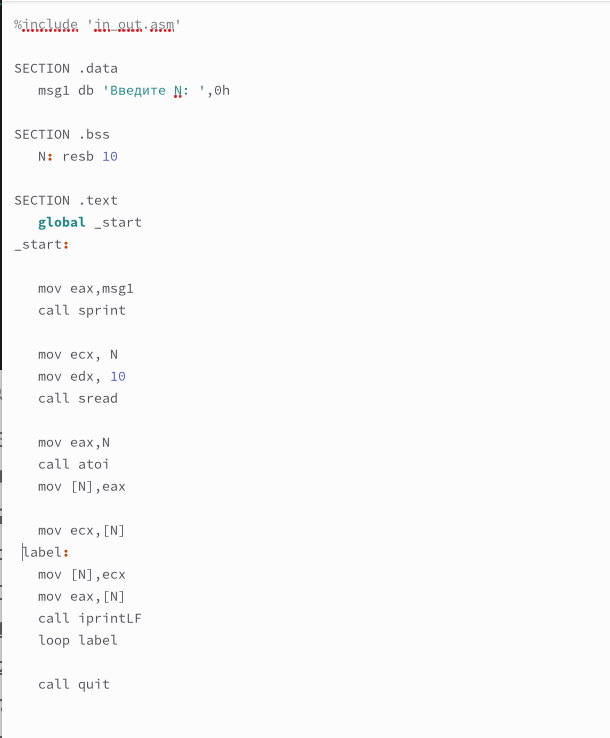 %include 'in_out.asm'
SECTION .data
msg1 db 'Введите N: ',0h
SECTION .bss
N: resb 10
SECTION .text
global _start
_start:
mov eax,msg1
call sprint
mov ecx, N
mov edx, 10
call sread
mov eax,N
call atoi
mov [N],eax
mov ecx,[N]
label:
mov [N],ecx
mov eax,[N]
call iprintLF
loop label
call quit